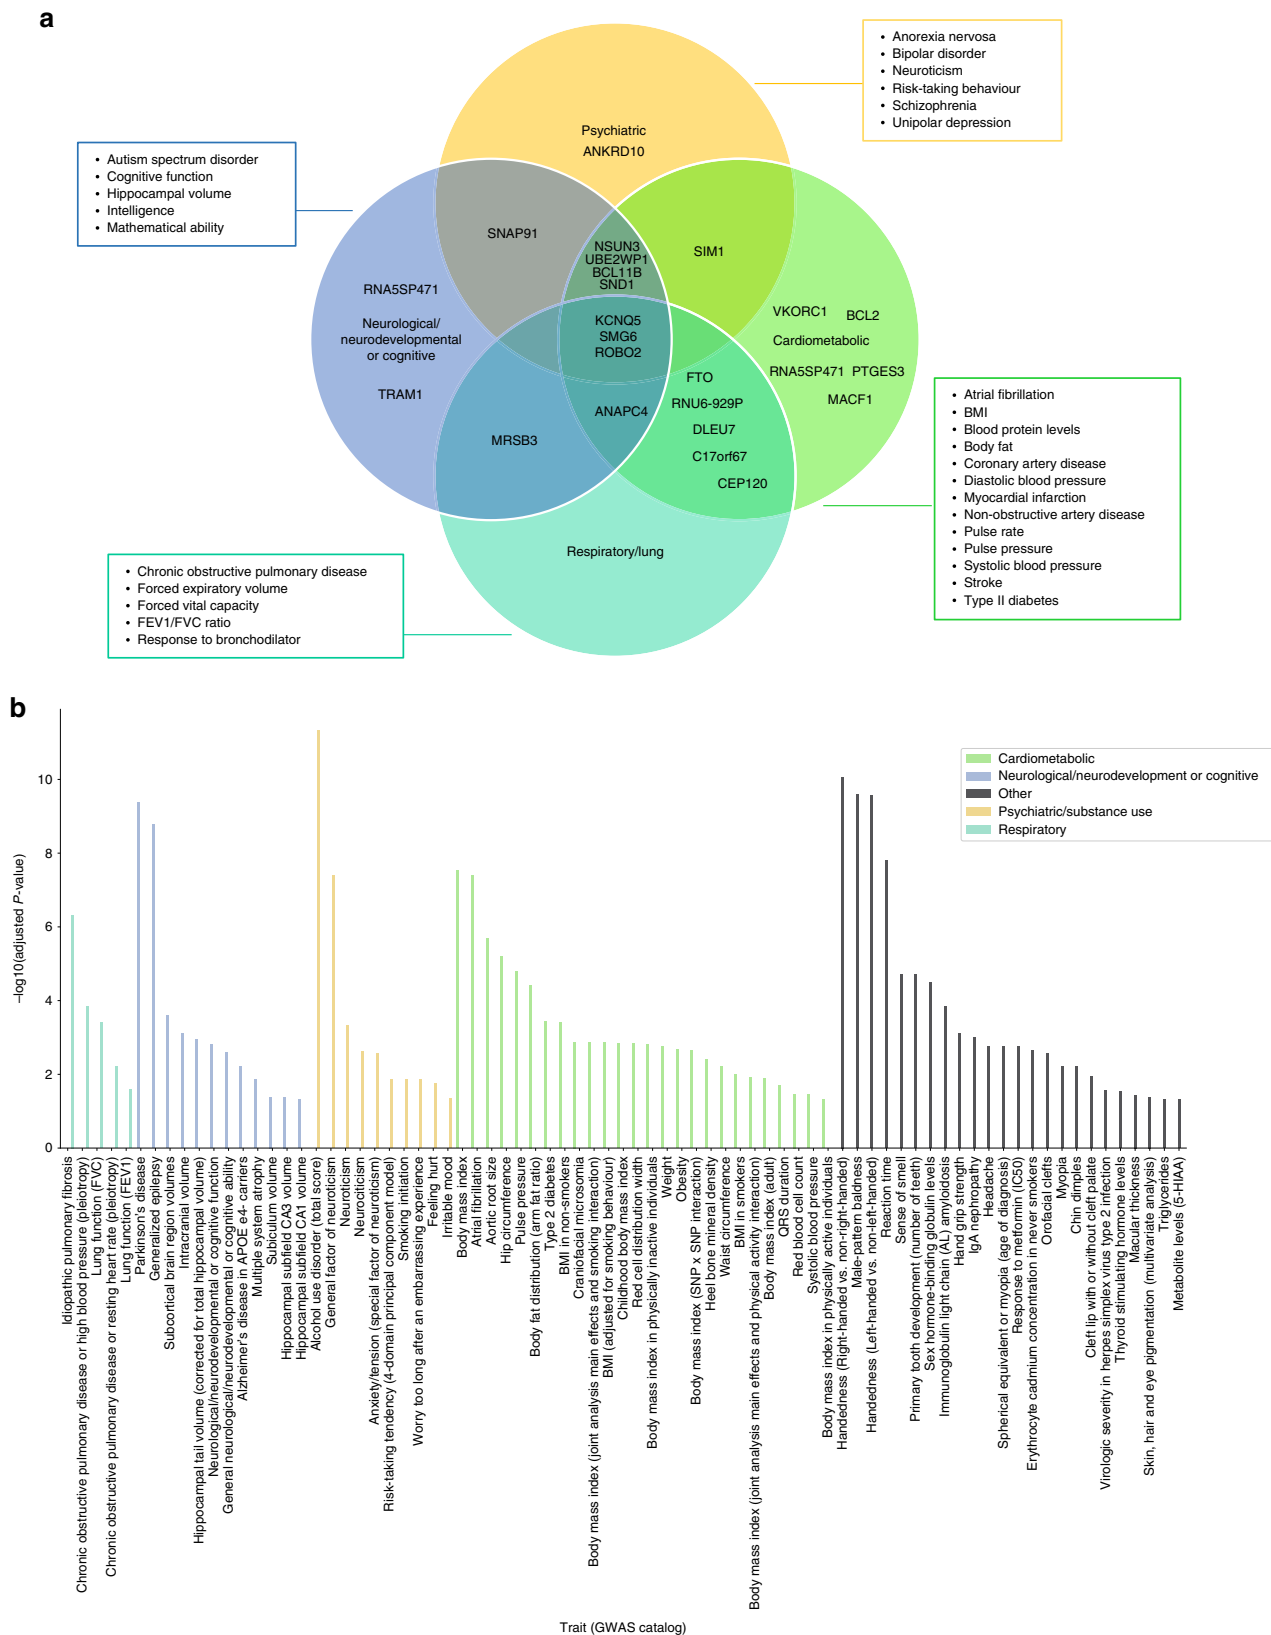 a
Psychiatric
ANKRD10
• Anorexia nervosa
• Bipolar disorder
• Neuroticism
• Risk-taking behaviour
• Schizophrenia
• Unipolar depression
• Autism spectrum disorder
• Cognitive function
• Hippocampal volume
• Intelligence
• Mathematical ability
SNAP91
NSUN3
UBE2WP1
BCL11B
SND1
SIM1
RNA5SP471
Neurological/
neurodevelopmental
or cognitive
TRAM1
KCNQ5
SMG6
ROBO2
VKORC1 BCL2
Cardiometabolic
RNA5SP471 PTGES3
MACF1
FTO
RNU6-929P
DLEU7
C17orf67
CEP120
ANAPC4
MRSB3
Respiratory/lung
• Atrial fibrillation
• BMI
• Blood protein levels
• Body fat
• Coronary artery disease
• Diastolic blood pressure
• Myocardial infarction
• Non-obstructive artery disease
• Pulse rate
• Pulse pressure
• Systolic blood pressure
• Stroke
• Type II diabetes
• Chronic obstructive pulmonary disease
• Forced expiratory volume
• Forced vital capacity
• FEV1/FVC ratio
• Response to bronchodilator
b
−log10(adjusted P-value)
10
8
6
4
2
0
Cardiometabolic
Neurological/neurodevelopment or cognitive
Other
Psychiatric/substance use
Respiratory
Idiopathic pulmonary fibrosis
Chronic obstructive pulmonary disease or high blood pressure (pleiotropy)
Lung function (FVC)
Chronic obstructive pulmonary disease or resting heart rate (pleiotropy)
Lung function (FEV1)
Parkinson's disease
Generalized epilepsy
Subcortical brain region volumes
Intracranial volume
Hippocampal tail volume (corrected for total hippocampal volume)
Neurological/neurodevelopmental or cognitive function
General neurological/neurodevelopmental or cognitive ability
Alzheimer's disease in APOE e4- carriers
Multiple system atrophy
Subiculum volume
Hippocampal subfield CA3 volume
Hippocampal subfield CA1 volume
Alcohol use disorder (total score)
General factor of neuroticism
Neuroticism
Neurociticism
Anxiety/tension (special factor of neuroticism)
Risk-taking tendency (4-domain principal component model)
Smoking initiation
Worry too long after an embarrassing experience
Feeling hurt
Irritable mood
Body mass index
Atrial fibrillation
Aortic root size
Hip circumference
Pulse pressure
Body fat distribution (arm fat ratio)
Type 2 diabetes
BMI in non-smokers
Craniofacial microsomia
Body mass index (joint analysis main effects and smoking interaction)
BMI (adjusted for smoking behaviour)
Childhood body mass index
Red cell distribution width
Body mass index in physically inactive individuals
Weight
Obesity
Body mass index (SNP x SNP interaction)
Heel bone mineral density
Waist circumference
BMI in smokers
Body mass index (joint analysis main effects and physical activity interaction)
Body mass index (adult)
QRS duration
Red blood cell count
Systolic blood pressure
Body mass index in physically active individuals
Handedness (Right-handed vs. non-right-handed)
Male-pattern baldness
Handedness (Left-handed vs. non-left-handed)
Reaction time
Sense of smell
Primary tooth development (number of teeth)
Sex hormone-binding globulin levels
Immunoglobulin light chain (AL) amyloidosis
Hand grip strength
IgA nephropathy
Headache
Spherical equivalent or myopia (age of diagnosis)
Response to metformin (IC50)
Erythrocyte cadmium concentration in never smokers
Orofacial clefts
Myopia
Chin dimples
Cleft lip with or without cleft palate
Virologic severity in herpes simplex virus type 2 infection
Thyroid stimulating hormone levels
Macular thickness
Skin, hair and eye pigmentation (multivariate analysis)
Triglycerides
Metabolite levels (5-HIAA)
Trait (GWAS catalog)